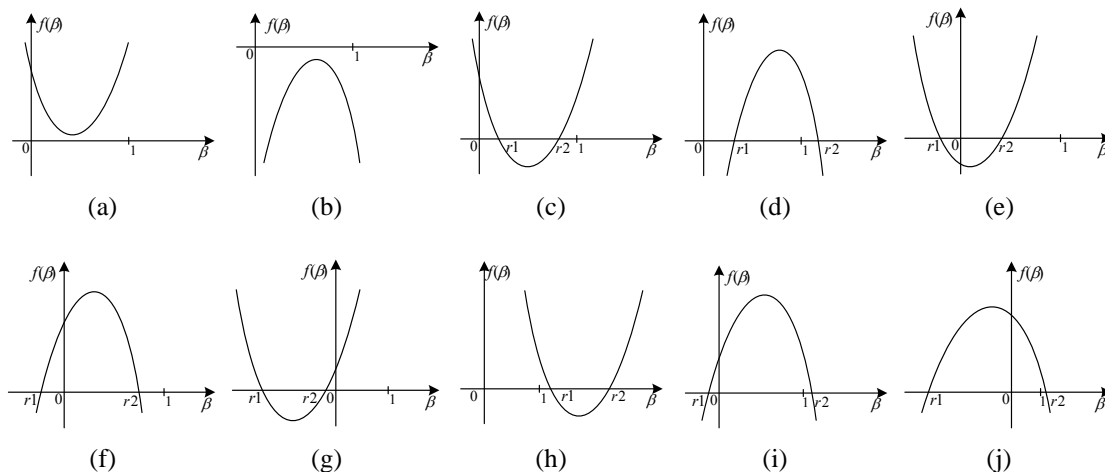 f(β) f(β) f(β) f(β) f(β)
0 1 β
0 1 β
0 r1 r2 1 β
0 r1 1 r2 β
r1 0 r2 1 β
(a) (b) (c) (d) (e)
f(β) f(β) f(β) f(β) f(β)
r1 0 r2 1 β
r1 r2 0 1 β
0 1 r1 r2 β
r1 0 1 r2 β
r1 0 1 r2 β
(f) (g) (h) (i) (j)